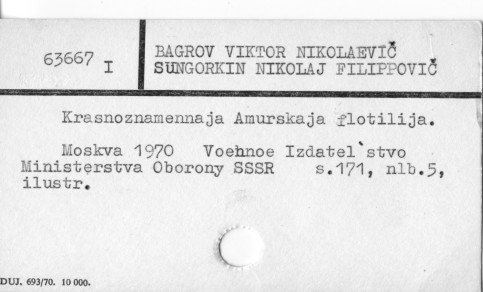 63667 I
BAGROV VIKTOR NIKOLAEVIČ
SUNGORKIN NIKOLAJ FILIPPOVIČ
Krasnoznamennaja Amurskaja flotilija.
Moskva 1970 Voennoe Izdatel`stvo
Ministerstva Oborony SSSR s.171, nlb.5,
ilustr.
DUJ. 693/70. 10 000.